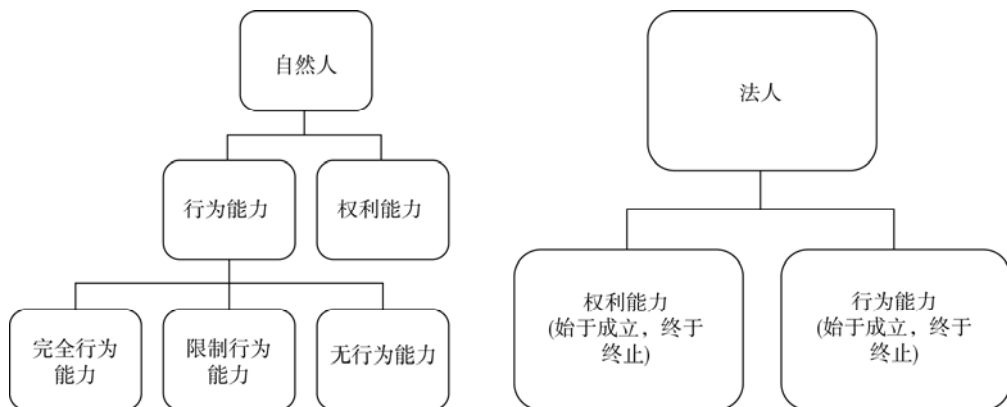 自然人
行为能力
权利能力
完全行为
能力
限制行为
能力
无行为能力
法人
权利能力
(始于成立，终于
终止)
行为能力
(始于成立，终于
终止)